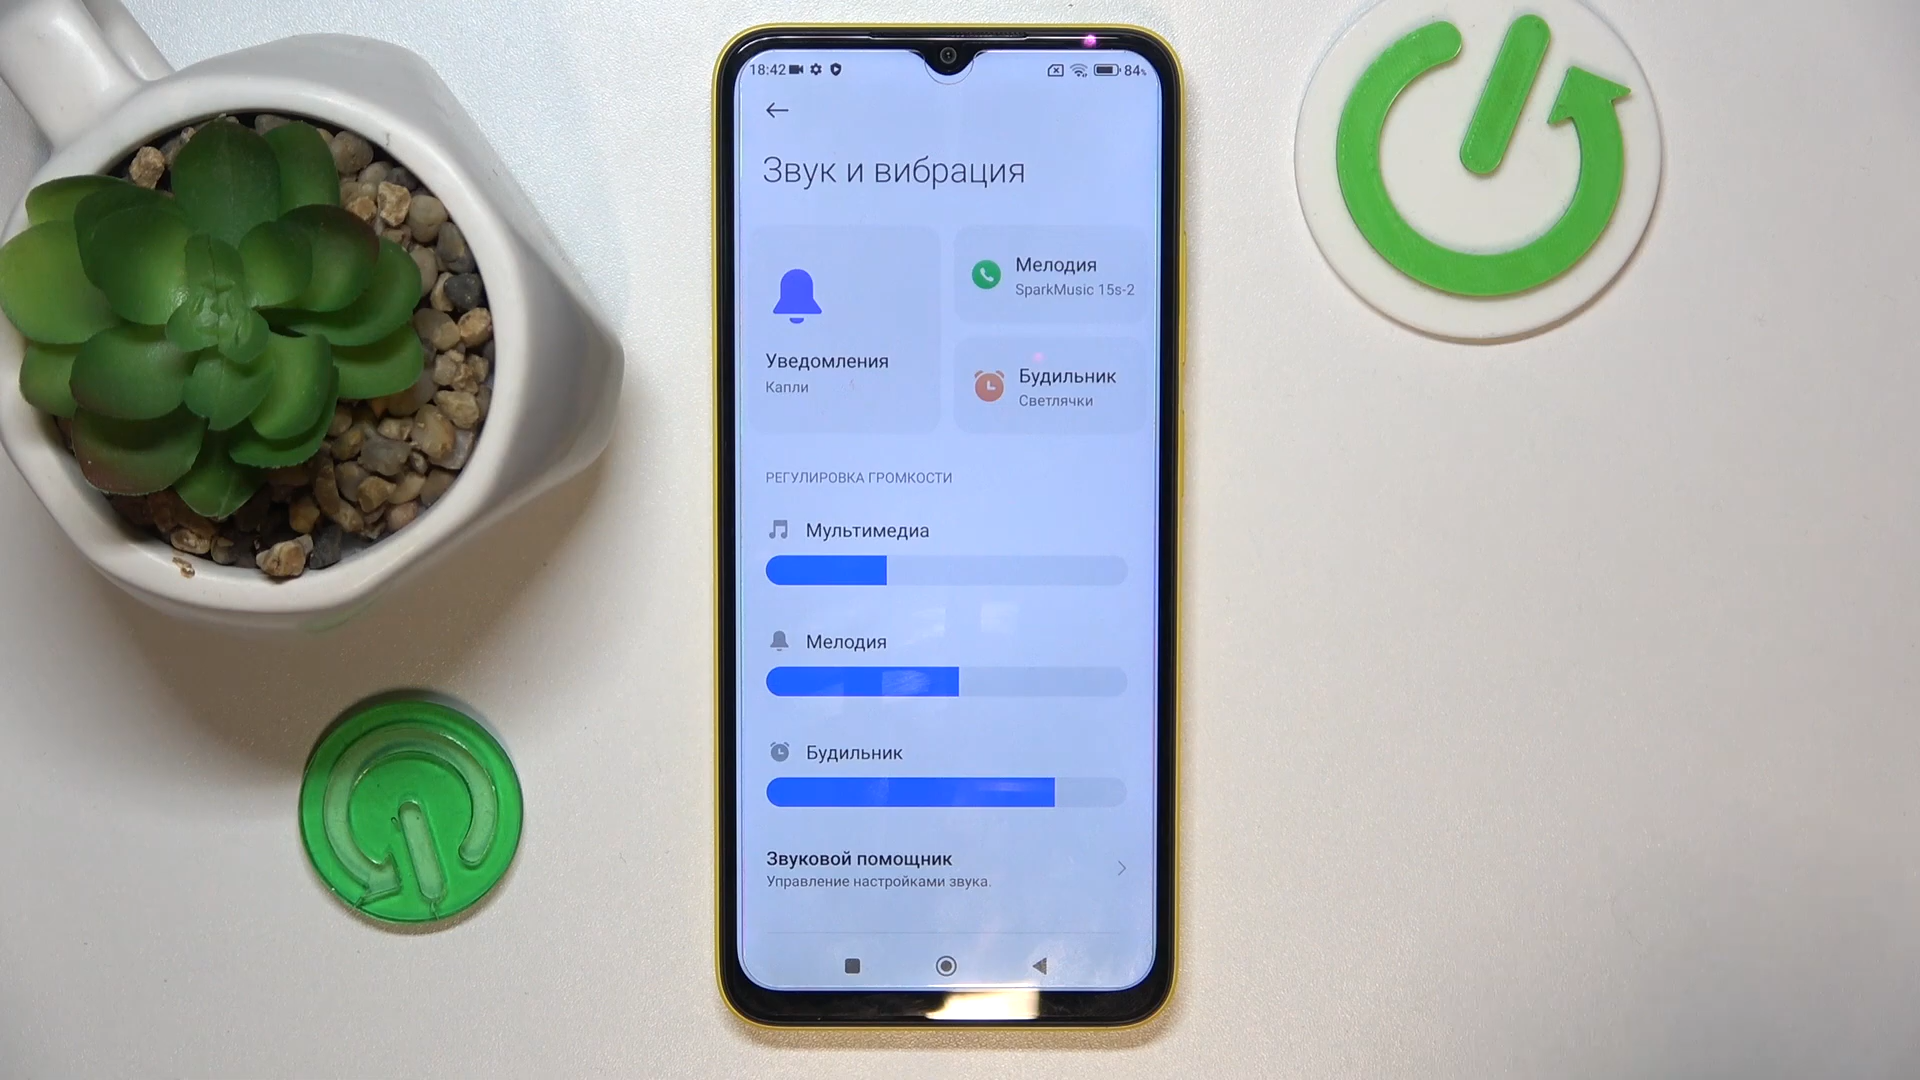 18:42
84%
Звук и вибрация
Уведомления
Капли
Мелодия
SparkMusic 15s-2
Будильник
Светлячки
РЕГУЛИРОВКА ГРОМКОСТИ
Мультимедиа
Мелодия
Будильник
Звуковой помощник
Управление настройками звука.